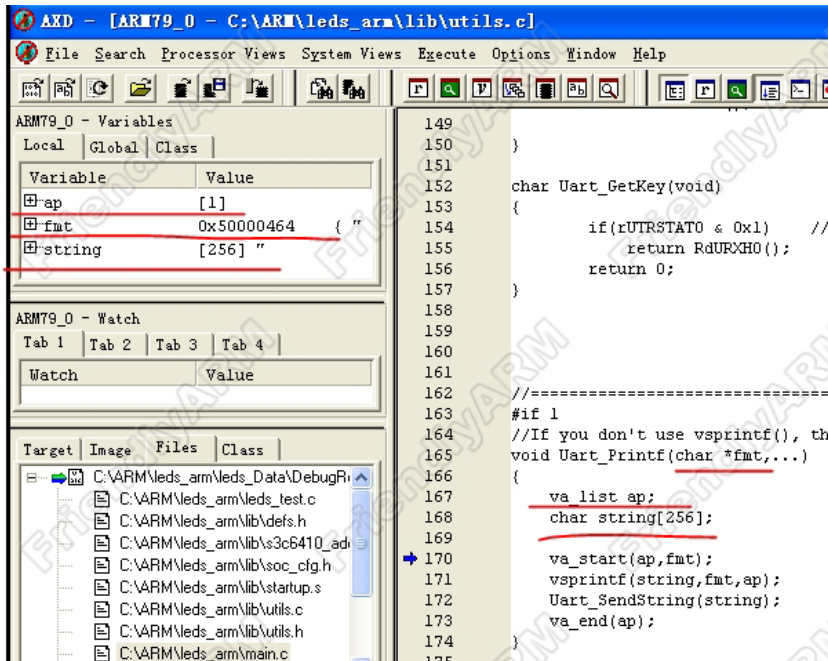 AXD - [ARM79_0 - C:\ARM\leds_arm\lib\utils.c]
File Search Processor Views System Views Execute Options Window Help
ARM79_0 - Variables
Local Global Class
Variable Value
ap [1]
fmt 0x50000464 { "
string [256] "
ARM79_0 - Watch
Tab 1 Tab 2 Tab 3 Tab 4
Watch Value
Target Image Files Class
C:\ARM\leds_arm\leds_Data\DebugR
C:\ARM\leds_arm\leds_test.c
C:\ARM\leds_arm\lib\defs.h
C:\ARM\leds_arm\lib\s3c6410_ad
C:\ARM\leds_arm\lib\soc_cfg.h
C:\ARM\leds_arm\lib\startup.s
C:\ARM\leds_arm\lib\utils.c
C:\ARM\leds_arm\lib\utils.h
C:\ARM\leds_arm\main.c
149
150 }
151
152 char Uart_GetKey(void)
153 {
154 if(rUTRSTAT0 & 0x1) //
155 return RdURXH0();
156 return 0;
157 }
158
159
160
161
162 //===============================
163 #if 1
164 //If you don't use vsprintf(), th
165 void Uart_Printf(char *fmt,...)
166 {
167 va_list ap;
168 char string[256];
169
170 va_start(ap,fmt);
171 vsprintf(string,fmt,ap);
172 Uart_SendString(string);
173 va_end(ap);
174 }
175
FriendlyARM